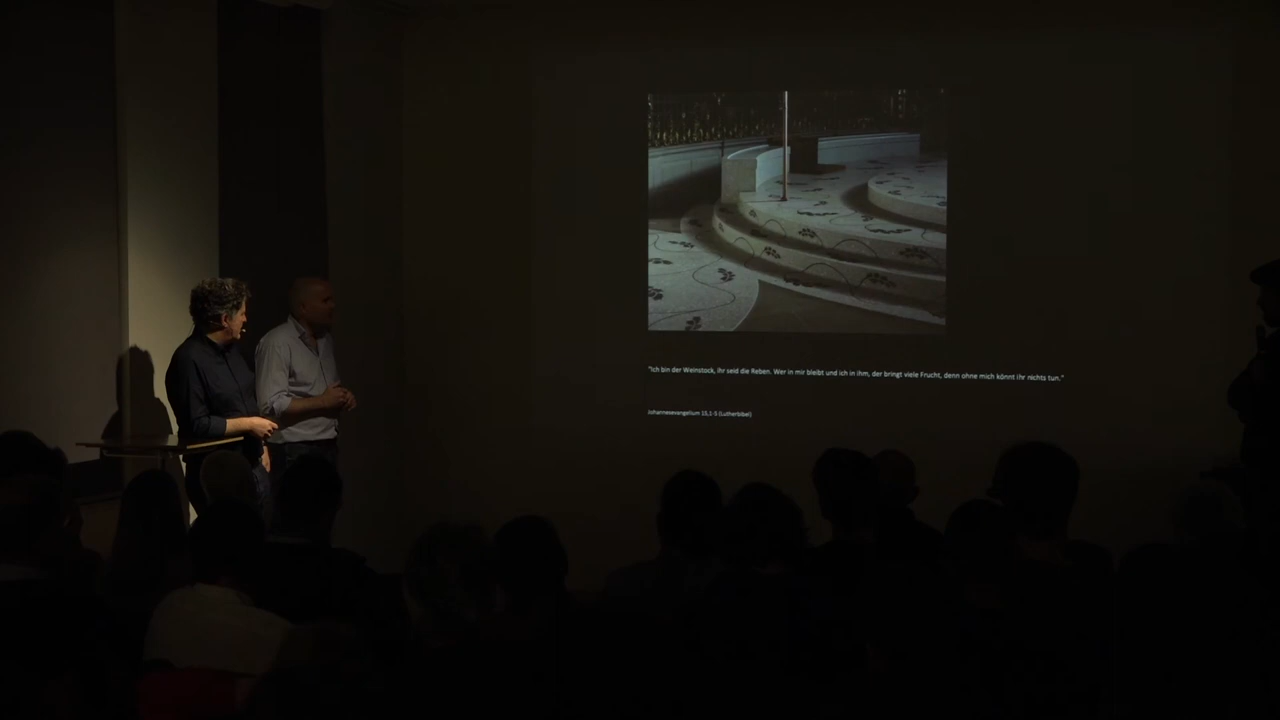 "Ich bin der Weinstock, ihr seid die Reben. Wer in mir bleibt und ich in ihm, der bringt viele Frucht, denn ohne mich könnt ihr nichts tun."
Johannesevangelium 15,1-5 (Lutherbibel)